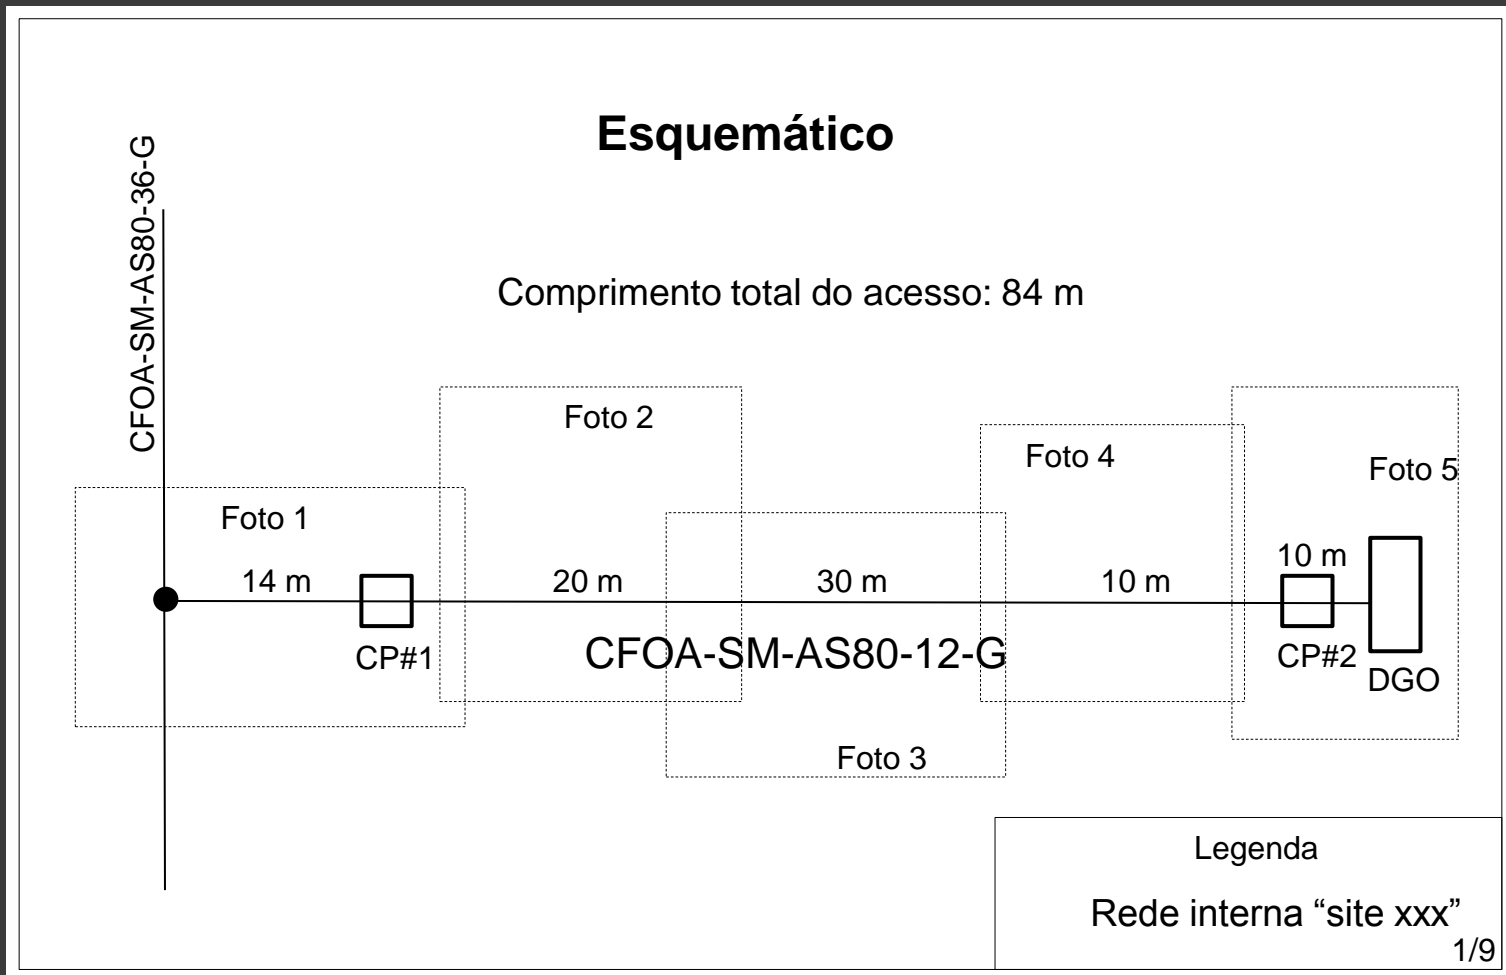 Esquemático
CFOA-SM-AS80-36-G
Comprimento total do acesso: 84 m
Foto 2
Foto 4
Foto 5
Foto 1
14 m
20 m
30 m
10 m
10 m
CP#1
CFOA-SM-AS80-12-G
CP#2
DGO
Foto 3
Legenda
Rede interna “site xxx”
1/9